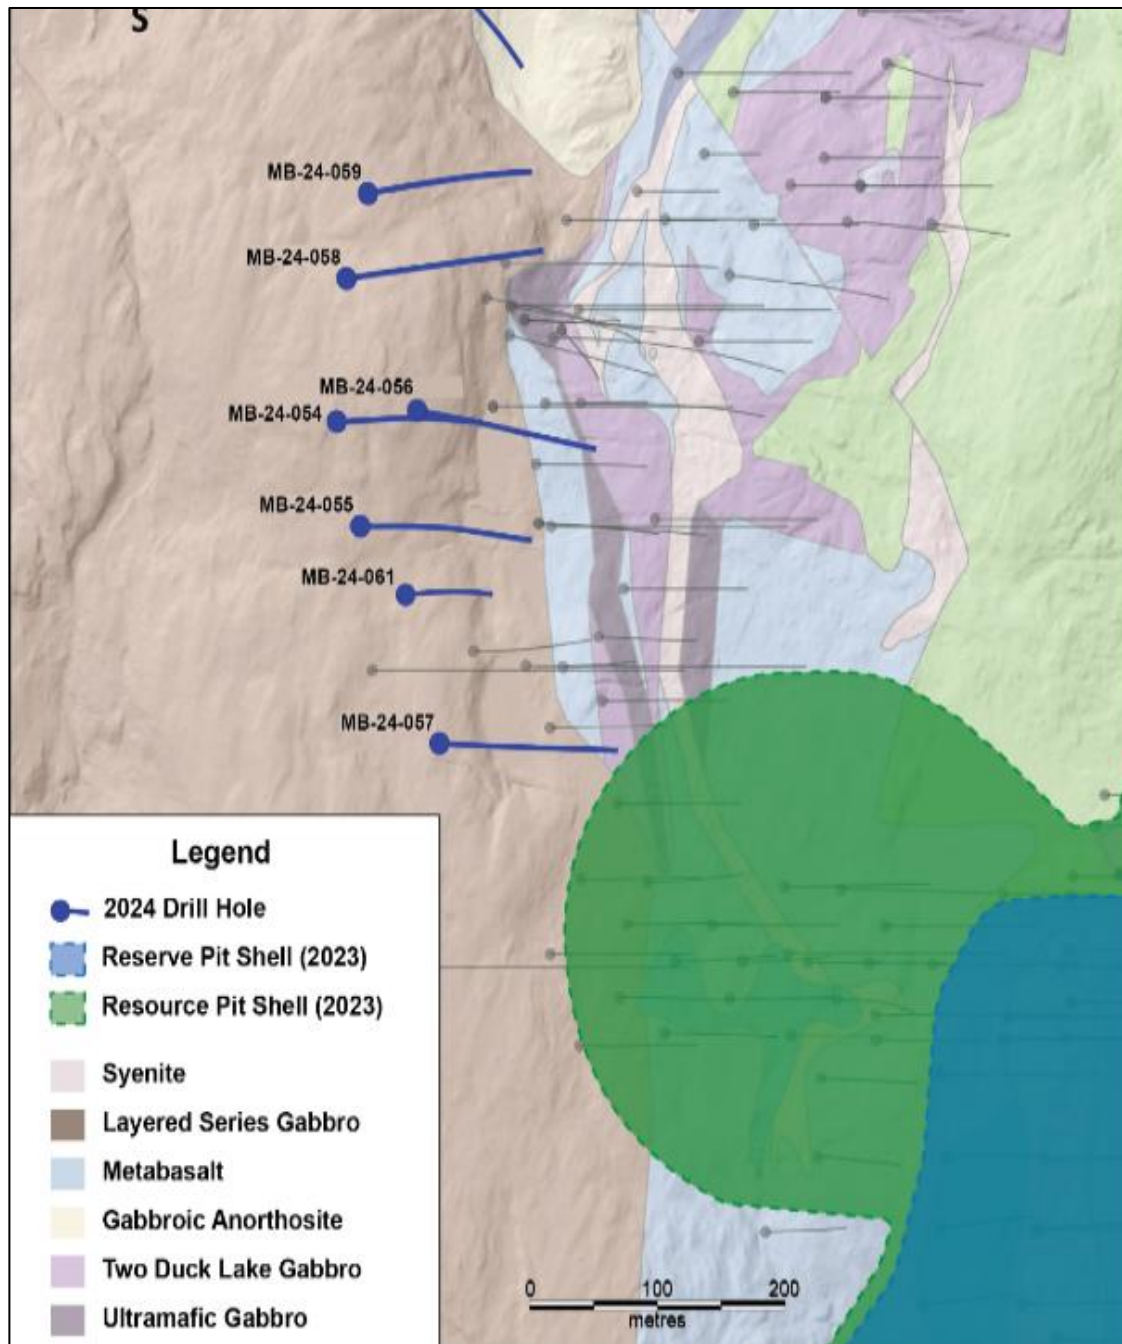 S
MB-24-059
MB-24-058
MB-24-056
MB-24-054
MB-24-055
MB-24-061
MB-24-057
Legend
2024 Drill Hole
Reserve Pit Shell (2023)
Resource Pit Shell (2023)
Syenite
Layered Series Gabbro
Metabasalt
Gabbroic Anorthosite
Two Duck Lake Gabbro
Ultramafic Gabbro
0 100 200
metres